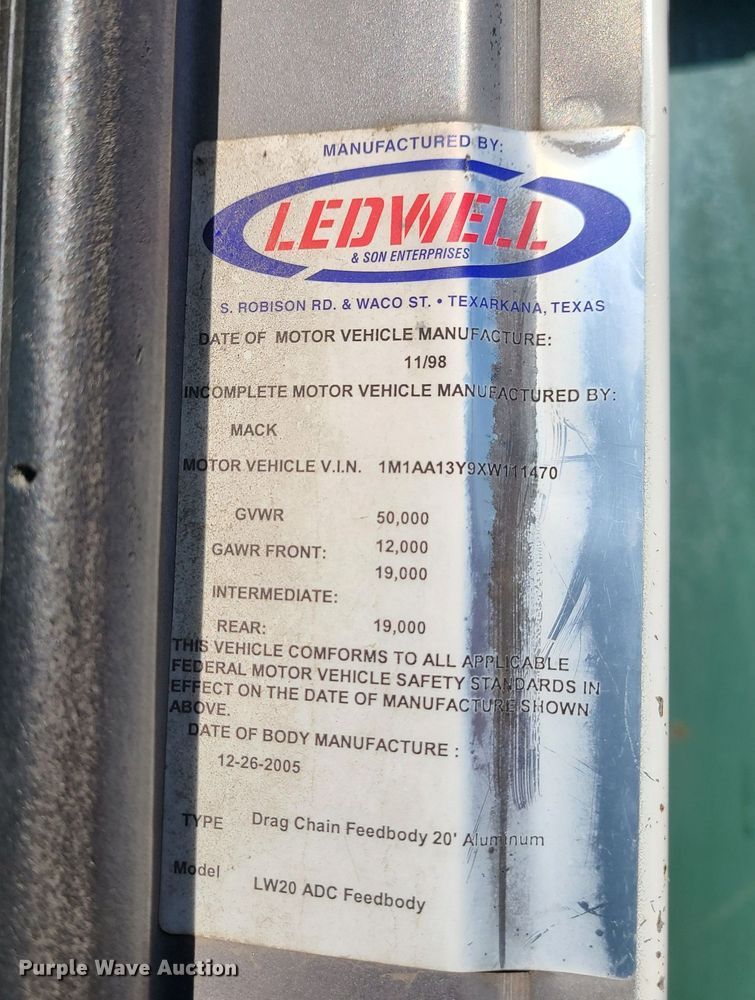 MANUFACTURED BY:
LEDWELL
& SON ENTERPRISES
S. ROBISON RD. & WACO ST. • TEXARKANA, TEXAS
DATE OF MOTOR VEHICLE MANUFACTURE:
11/98
INCOMPLETE MOTOR VEHICLE MANUFACTURED BY:
MACK
MOTOR VEHICLE V.I.N. 1M1AA13Y9XW111470
GVWR 50,000
GAWR FRONT: 12,000
19,000
INTERMEDIATE:
REAR: 19,000
THIS VEHICLE COMFORMS TO ALL APPLICABLE
FEDERAL MOTOR VEHICLE SAFETY STANDARDS IN
EFFECT ON THE DATE OF MANUFACTURE SHOWN
ABOVE.
DATE OF BODY MANUFACTURE :
12-26-2005
TYPE Drag Chain Feedbody 20' Aluminum
Model LW20 ADC Feedbody
Purple Wave Auction